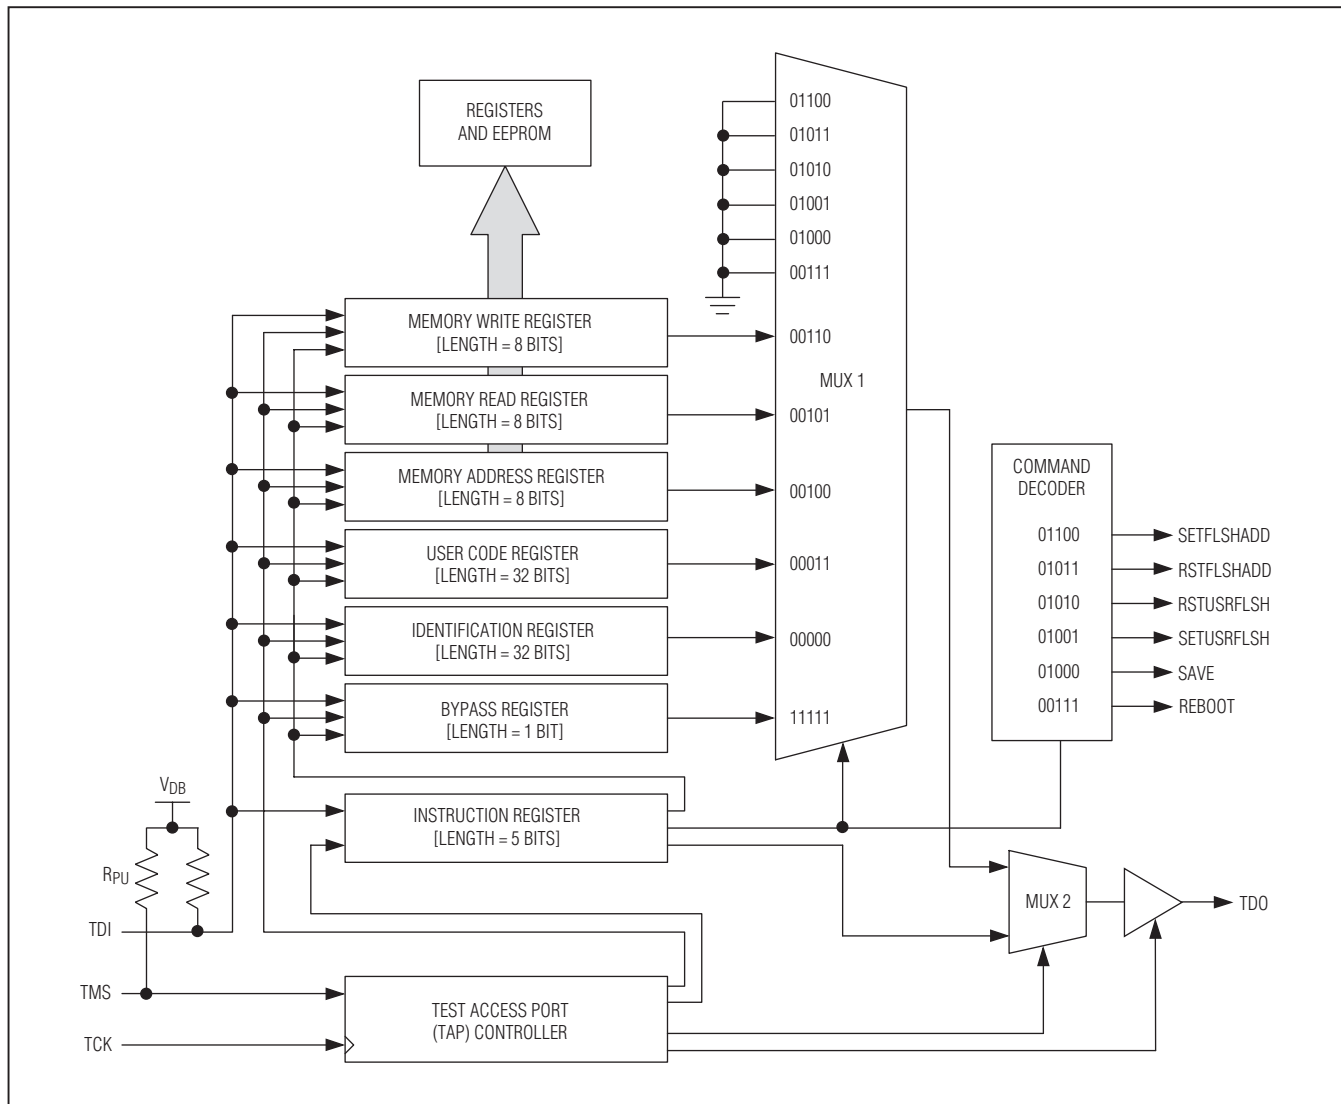 REGISTERS
AND EEPROM
01100
01011
01010
01001
01000
00111
MEMORY WRITE REGISTER
[LENGTH = 8 BITS]
00110
MUX 1
MEMORY READ REGISTER
[LENGTH = 8 BITS]
00101
MEMORY ADDRESS REGISTER
[LENGTH = 8 BITS]
00100
USER CODE REGISTER
[LENGTH = 32 BITS]
00011
IDENTIFICATION REGISTER
[LENGTH = 32 BITS]
00000
BYPASS REGISTER
[LENGTH = 1 BIT]
11111
COMMAND
DECODER
01100 SETFLSHADD
01011 RSTFLSHADD
01010 RSTUSRFLSH
01001 SETUSRFLSH
01000 SAVE
00111 REBOOT
INSTRUCTION REGISTER
[LENGTH = 5 BITS]
VDB
RPU
TDI
TMS
TCK
TEST ACCESS PORT
(TAP) CONTROLLER
MUX 2
TDO